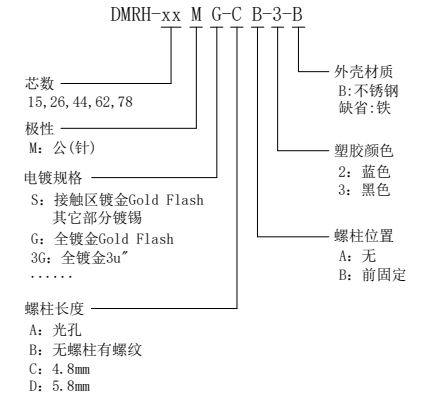 DMRH-xx M G-C B-3-B
芯数
15,26,44,62,78
极性
M: 公(针)
电镀规格
S: 接触区镀金Gold Flash
其它部分镀锡
G: 全镀金Gold Flash
3G: 全镀金3u"
······
螺柱长度
A: 光孔
B: 无螺柱有螺纹
C: 4.8mm
D: 5.8mm
外壳材质
B:不锈钢
缺省:铁
塑胶颜色
2: 蓝色
3: 黑色
螺柱位置
A: 无
B: 前固定